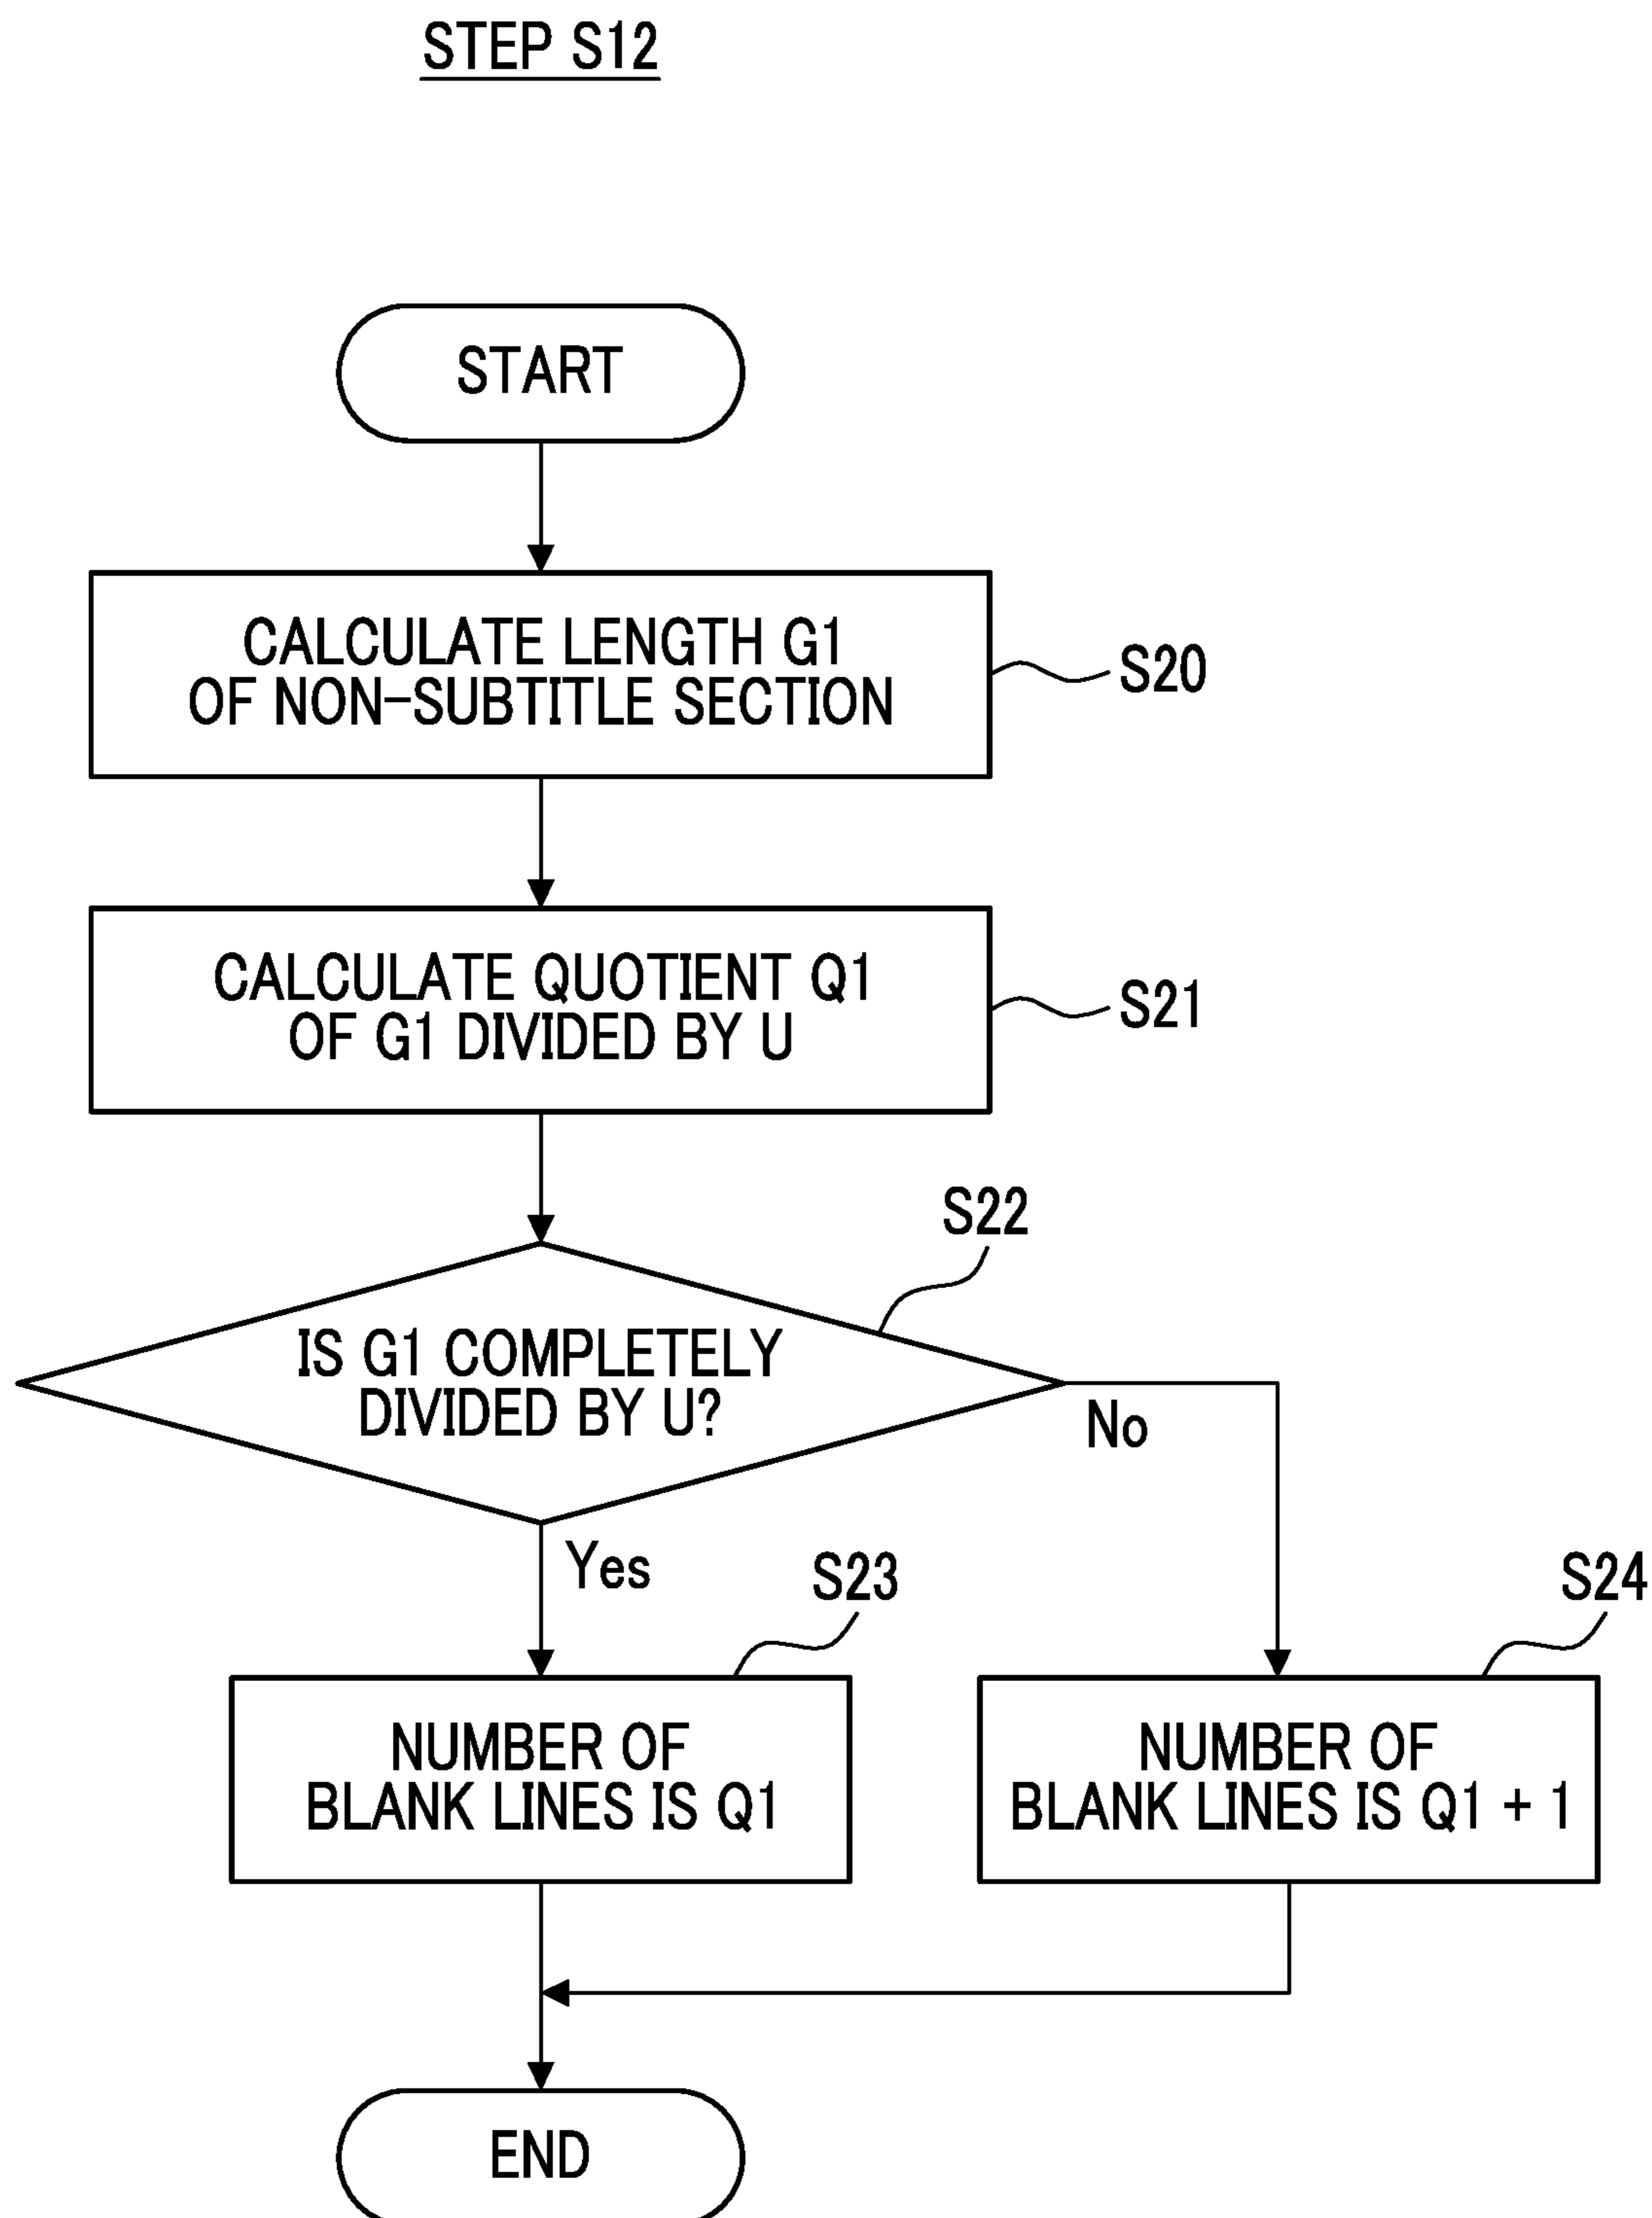 STEP S12
START
CALCULATE LENGTH G1
OF NON-SUBTITLE SECTION
S20
CALCULATE QUOTIENT Q1
OF G1 DIVIDED BY U
S21
S22
IS G1 COMPLETELY
DIVIDED BY U?
No
Yes
S23
S24
NUMBER OF
BLANK LINES IS Q1
NUMBER OF
BLANK LINES IS Q1 + 1
END